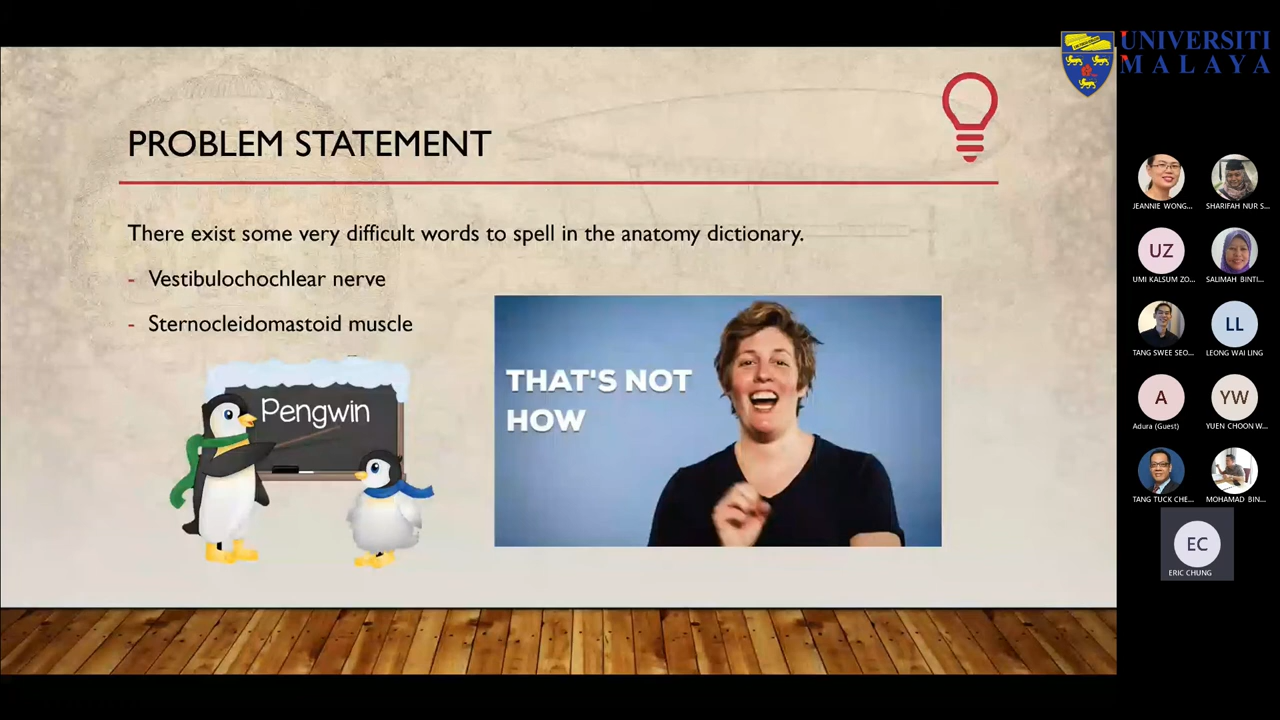 UNIVERSITI
MALAYA
PROBLEM STATEMENT
There exist some very difficult words to spell in the anatomy dictionary.
- Vestibulochochlear nerve
- Sternocleidomastoid muscle
Pengwin
THAT'S NOT
HOW
JEANNIE WONG...
SHARIFAH NUR S...
UZ
UMI KALSUM ZO...
SALIMAH BINTI...
TANG SWEE SEO...
LL
LEONG WAI LING
A
Adura (Guest)
YW
YUEN CHOON W...
TANG TUCK CHE...
MOHAMAD BIN...
EC
ERIC CHUNG